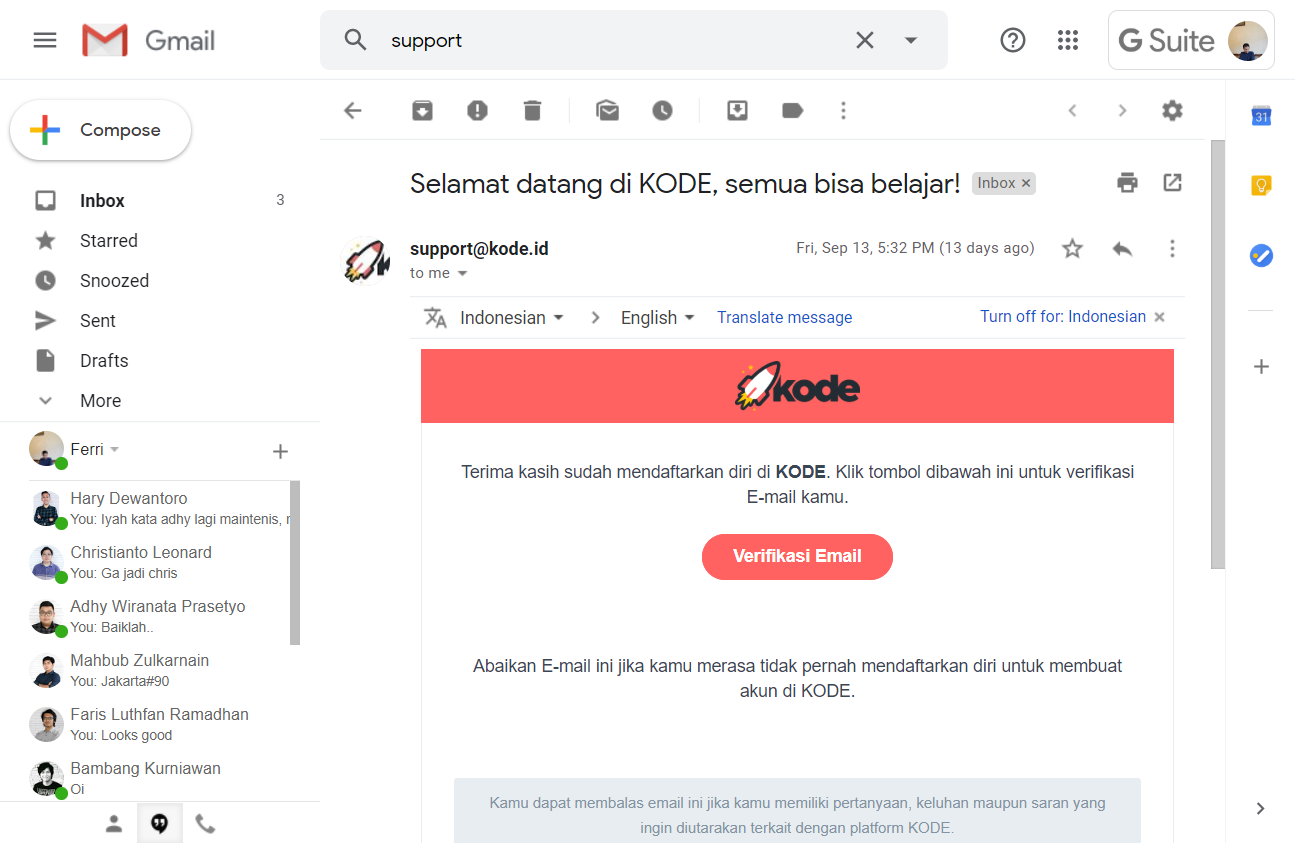 Gmail
support
G Suite
Compose
Inbox 3
Starred
Snoozed
Sent
Drafts
More
Ferri
Hary Dewantoro
You: Iyah kata adhy lagi maintenis,
Christianto Leonard
You: Ga jadi chris
Adhy Wiranata Prasetyo
You: Baiklah..
Mahbub Zulkarnain
You: Jakarta#90
Faris Luthfan Ramadhan
You: Looks good
Bambang Kurniawan
Oi
Selamat datang di KODE, semua bisa belajar! Inbox ×
support@kode.id Fri, Sep 13, 5:32 PM (13 days ago)
to me
Indonesian > English Translate message Turn off for: Indonesian ×
kode
Terima kasih sudah mendaftarkan diri di KODE. Klik tombol dibawah ini untuk verifikasi
E-mail kamu.
Verifikasi Email
Abaikan E-mail ini jika kamu merasa tidak pernah mendaftarkan diri untuk membuat
akun di KODE.
Kamu dapat membalas email ini jika kamu memiliki pertanyaan, keluhan maupun saran yang
ingin diutarakan terkait dengan platform KODE.
31